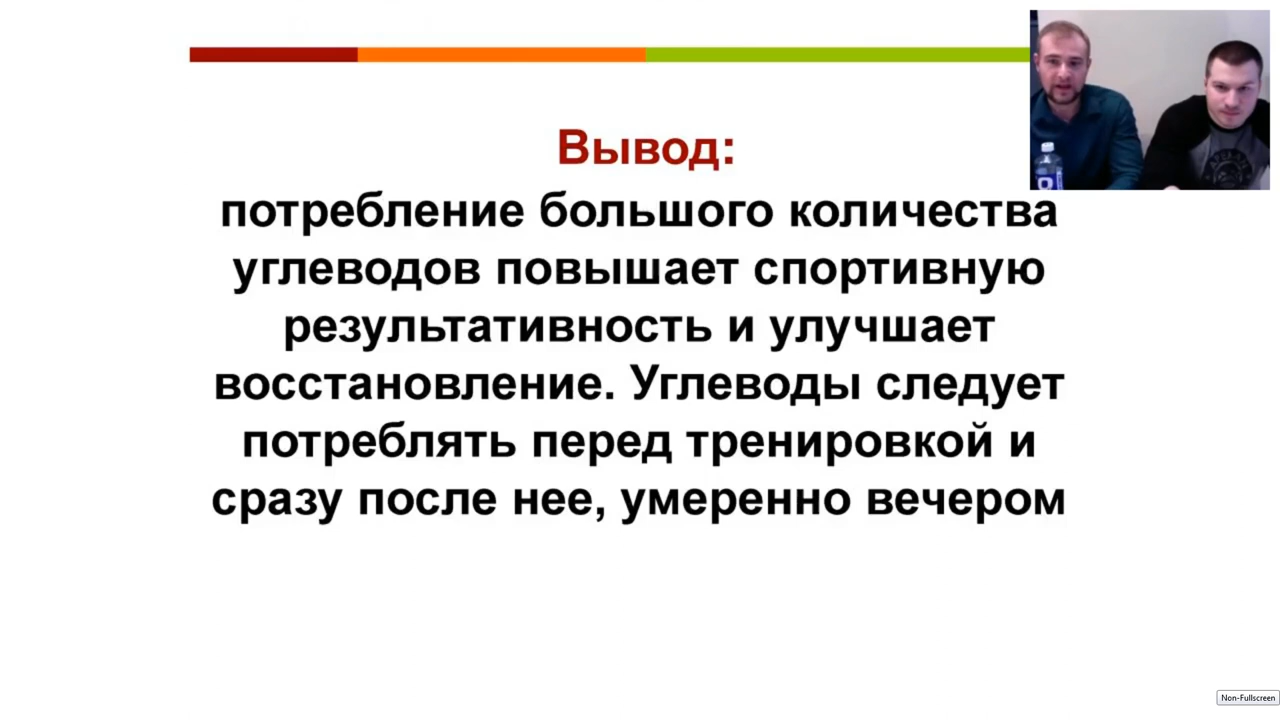 Вывод:
потребление большого количества
углеводов повышает спортивную
результативность и улучшает
восстановление. Углеводы следует
потреблять перед тренировкой и
сразу после нее, умеренно вечером
Non-Fullscreen